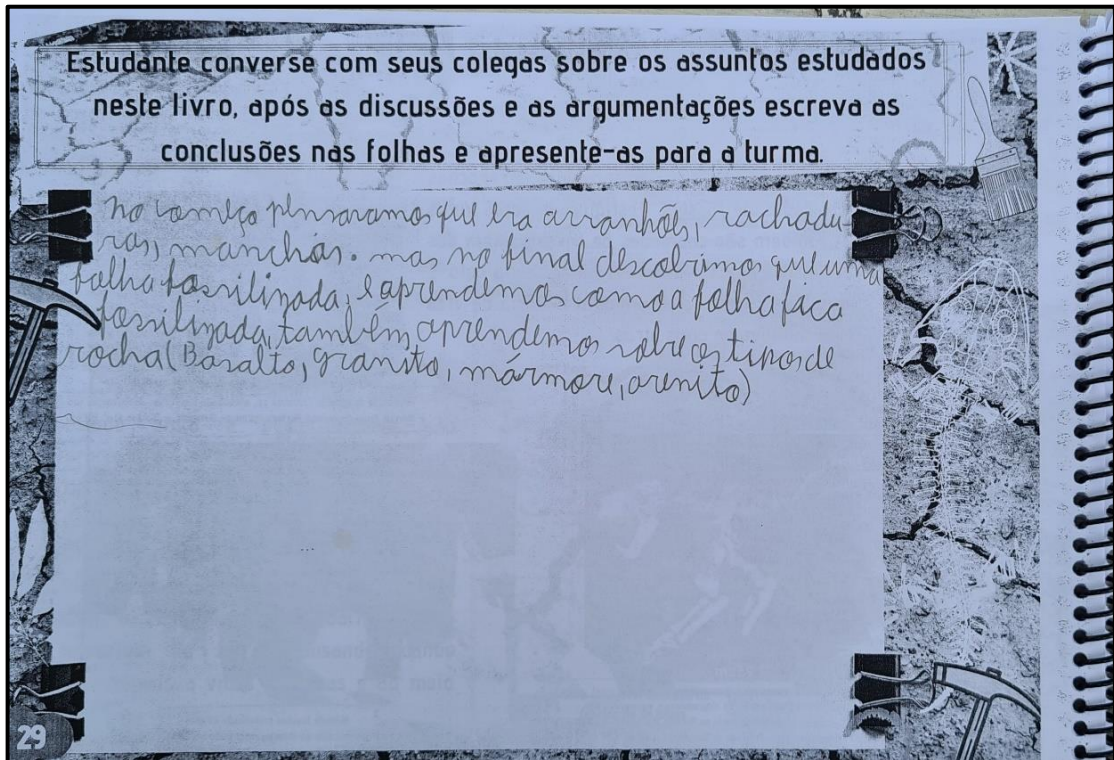 Estudante converse com seus colegas sobre os assuntos estudados
neste livro, após as discussões e as argumentações escreva as
conclusões nas folhas e apresente-as para a turma.
no começo pensavamos que era arranhões, rachadu-
ras, manchas. mas no final descobrimos que uma
folha fossilizada, e aprendemos como a folha fica
fossilizada, também aprendemos sobre os tipos de
rocha (Basalto, granito, mármore, arenito)
29